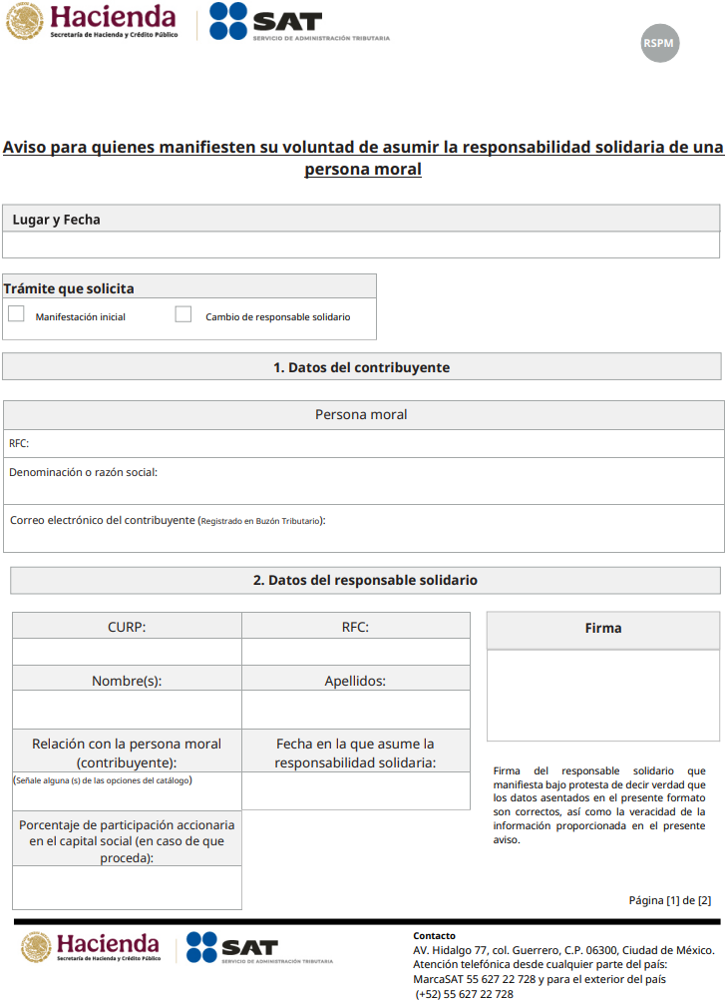 Hacienda
Secretaría de Hacienda y Crédito Público
SAT
SERVICIO DE ADMINISTRACIÓN TRIBUTARIA
RSPM
Aviso para quienes manifiesten su voluntad de asumir la responsabilidad solidaria de una
persona moral
Lugar y Fecha
Trámite que solicita
Manifestación inicial
Cambio de responsable solidario
1. Datos del contribuyente
Persona moral
RFC:
Denominación o razón social:
Correo electrónico del contribuyente (Registrado en Buzón Tributario):
2. Datos del responsable solidario
CURP:
RFC:
Nombre(s):
Apellidos:
Relación con la persona moral
(contribuyente):
Fecha en la que asume la
responsabilidad solidaria:
(Señale alguna (s) de las opciones del catálogo)
Porcentaje de participación accionaria
en el capital social (en caso de que
proceda):
Firma
Firma del responsable solidario que
manifiesta bajo protesta de decir verdad que
los datos asentados en el presente formato
son correctos, así como la veracidad de la
información proporcionada en el presente
aviso.
Página [1] de [2]
Hacienda
Secretaría de Hacienda y Crédito Público
SAT
SERVICIO DE ADMINISTRACIÓN TRIBUTARIA
Contacto
AV. Hidalgo 77, col. Guerrero, C.P. 06300, Ciudad de México.
Atención telefónica desde cualquier parte del país:
MarcaSAT 55 627 22 728 y para el exterior del país
(+52) 55 627 22 728